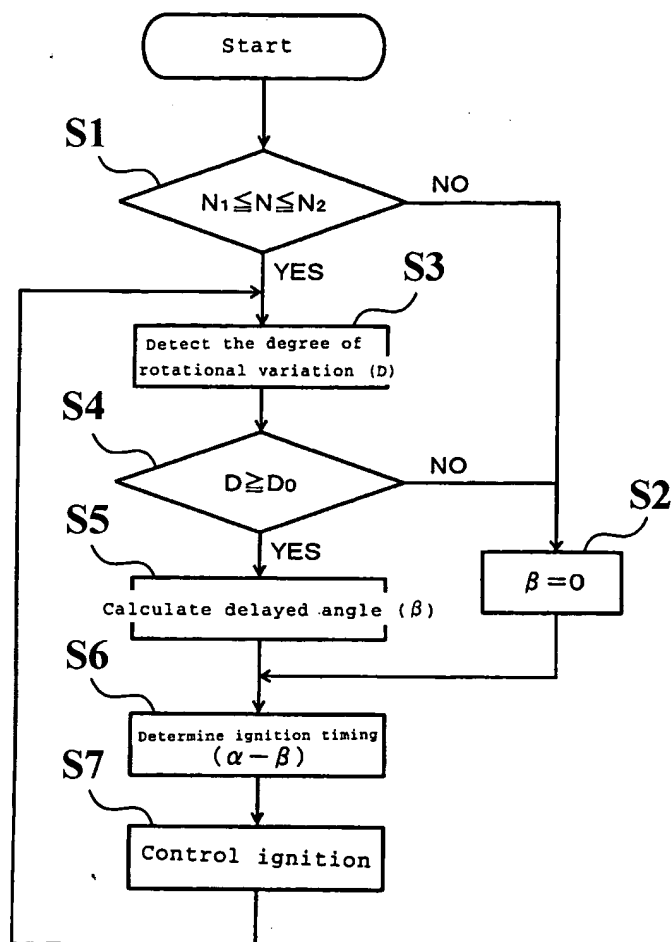 Start
S1
N₁≦N≦N₂
NO
YES
S3
Detect the degree of
rotational variation (D)
S4
D≧D₀
NO
S2
β=0
YES
S5
Calculate delayed angle (β)
S6
Determine ignition timing
(α-β)
S7
Control ignition